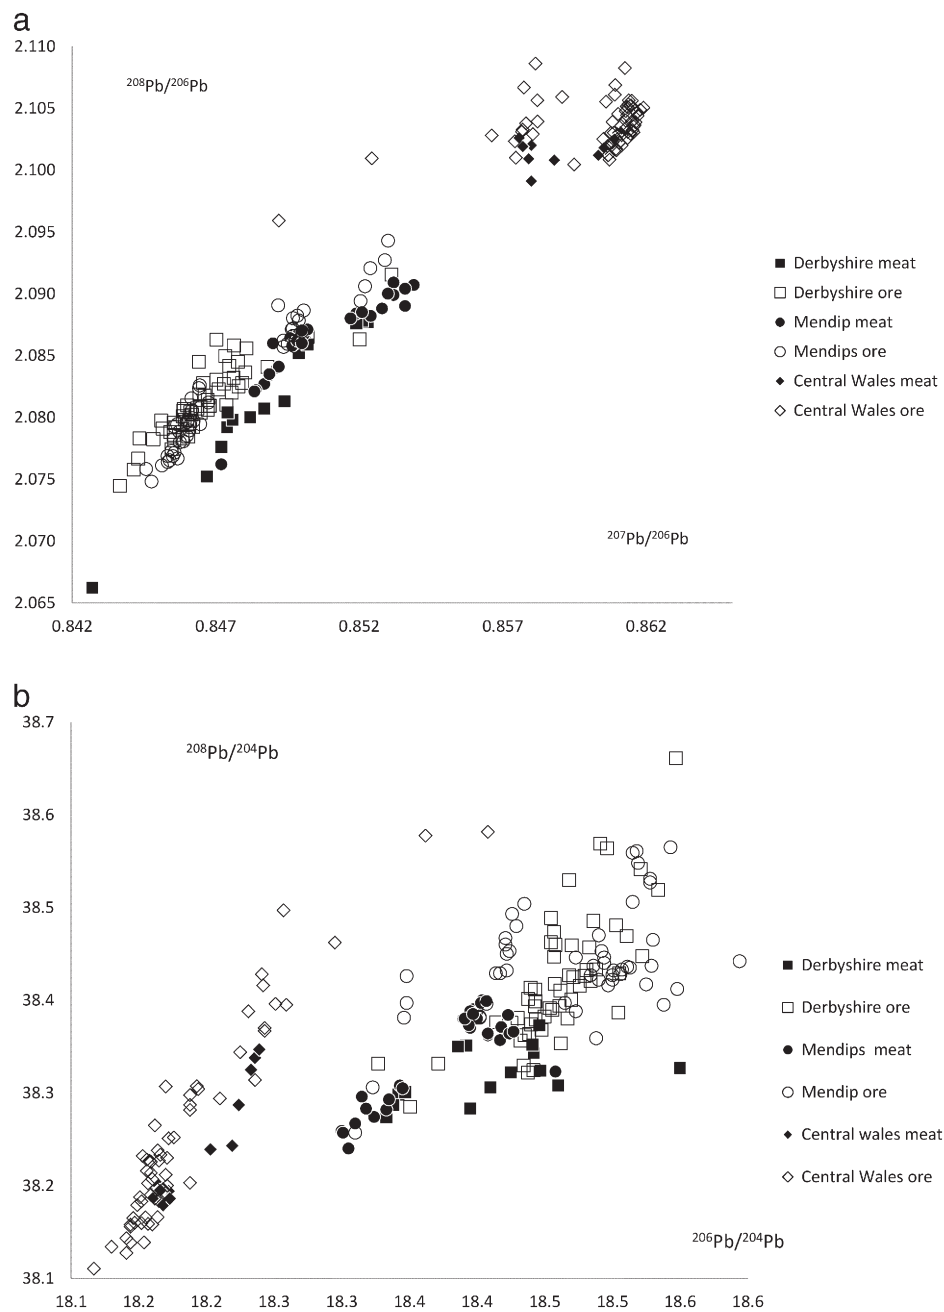 a
2.110
²⁰⁸Pb/²⁰⁶Pb
2.105
2.100
2.095
2.090
2.085
2.080
2.075
2.070
2.065
Derbyshire meat
Derbyshire ore
Mendip meat
Mendips ore
Central Wales meat
Central Wales ore
²⁰⁷Pb/²⁰⁶Pb
0.842 0.847 0.852 0.857 0.862
b
38.7
²⁰⁸Pb/²⁰⁴Pb
38.6
38.5
38.4
38.3
38.2
38.1
Derbyshire meat
Derbyshire ore
Mendips meat
Mendip ore
Central wales meat
Central Wales ore
²⁰⁶Pb/²⁰⁴Pb
18.1 18.2 18.2 18.3 18.3 18.4 18.4 18.5 18.5 18.6 18.6